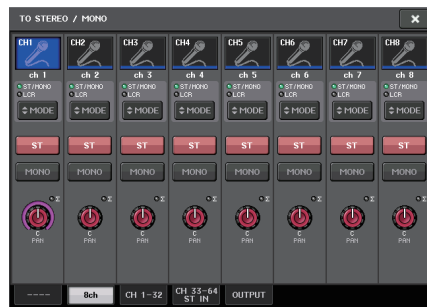 TO STEREO / MONO ×
CH1 CH2 CH3 CH4 CH5 CH6 CH7 CH8
ch 1 ch 2 ch 3 ch 4 ch 5 ch 6 ch 7 ch 8
ST/MONO ST/MONO ST/MONO ST/MONO ST/MONO ST/MONO ST/MONO ST/MONO
LCR LCR LCR LCR LCR LCR LCR LCR
MODE MODE MODE MODE MODE MODE MODE MODE
ST ST ST ST ST ST ST ST
MONO MONO MONO MONO MONO MONO MONO MONO
Σ Σ Σ Σ Σ Σ Σ Σ
C C C C C C C C
PAN PAN PAN PAN PAN PAN PAN PAN
---- 8ch CH 1-32 CH 33-64 OUTPUT
ST IN